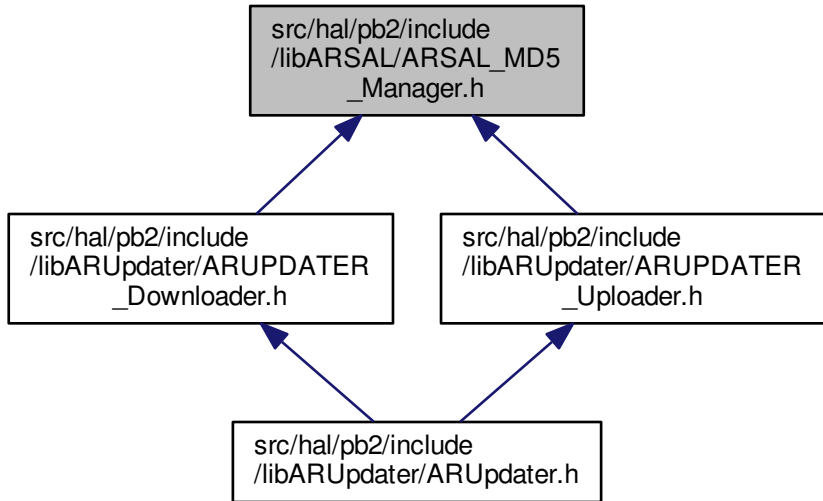 src/hal/pb2/include
/libARSAL/ARSAL_MD5
_Manager.h
src/hal/pb2/include
/libARUpdater/ARUPDATER
_Downloader.h
src/hal/pb2/include
/libARUpdater/ARUPDATER
_Uploader.h
src/hal/pb2/include
/libARUpdater/ARUpdater.h